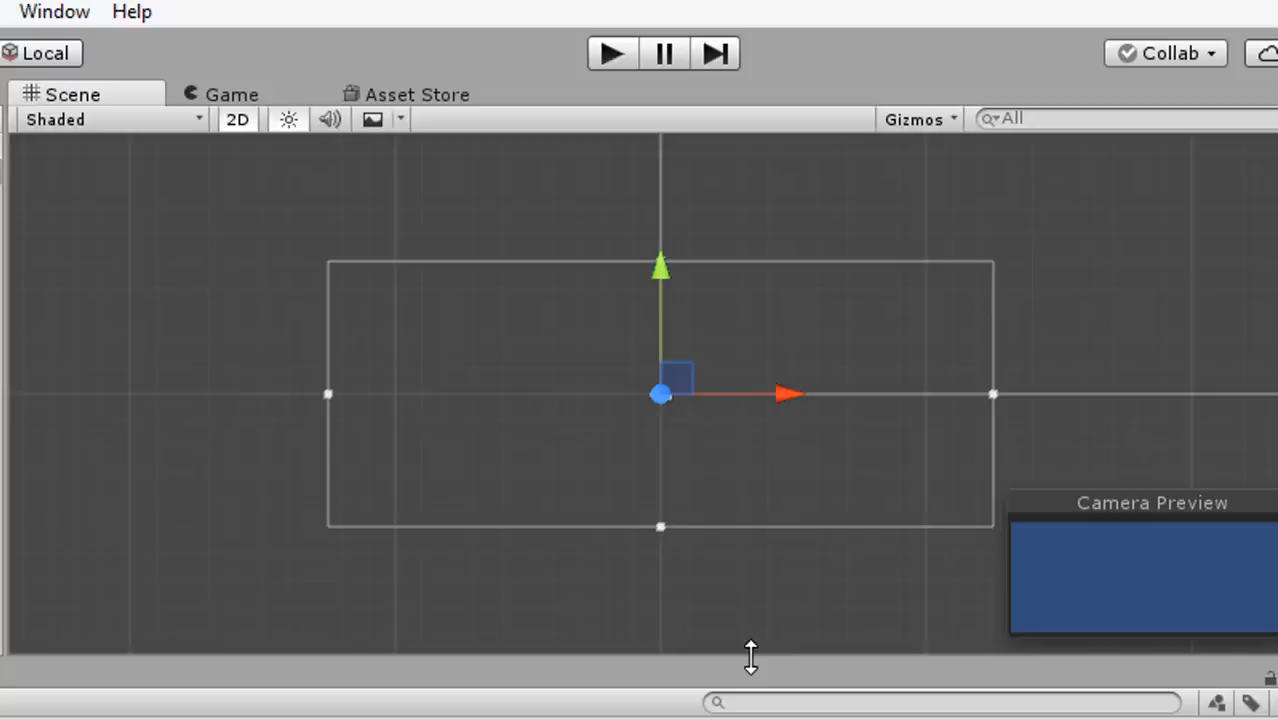 Window Help
Local Collab
Scene Game Asset Store
Shaded 2D Gizmos All
Camera Preview